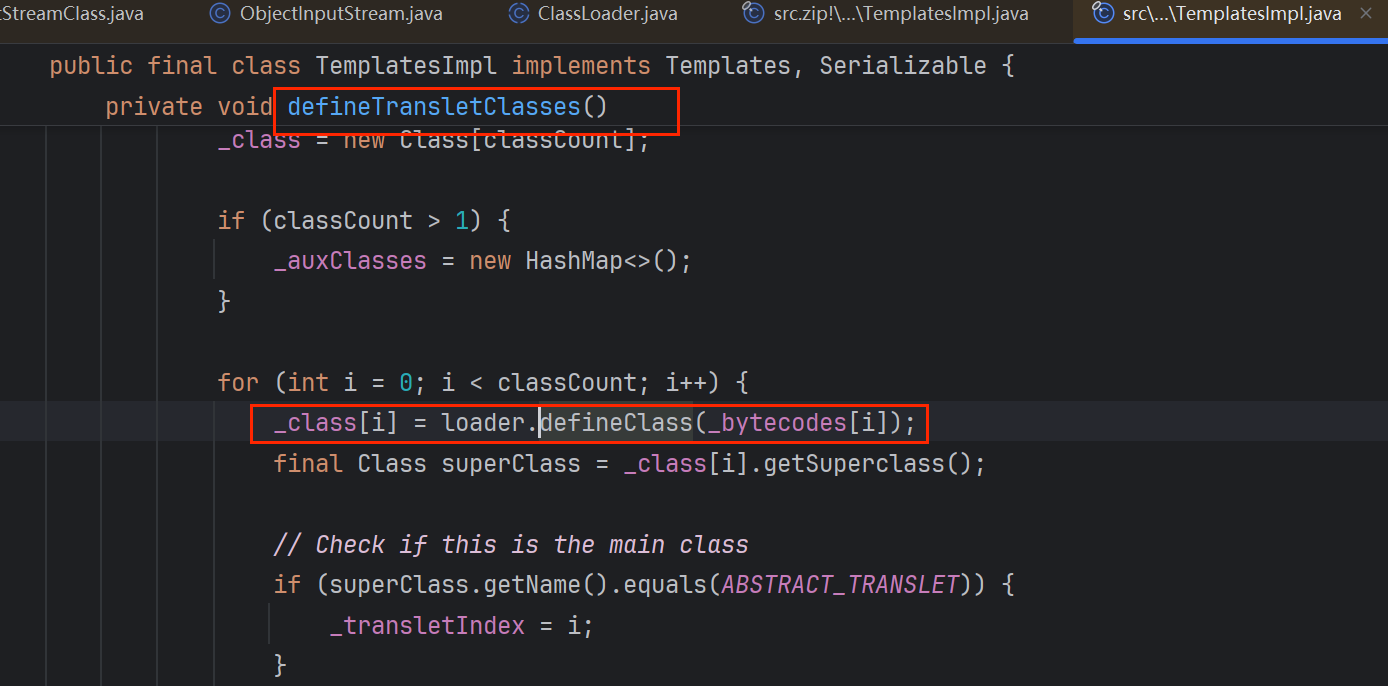 tStreamClass.java ObjectInputStream.java ClassLoader.java src.zip!\...\TemplatesImpl.java src\...\TemplatesImpl.java
public final class TemplatesImpl implements Templates, Serializable {
private void defineTransletClasses()
_class = new Class[classCount];
if (classCount > 1) {
_auxClasses = new HashMap<>();
}
for (int i = 0; i < classCount; i++) {
_class[i] = loader.defineClass(_bytecodes[i]);
final Class superClass = _class[i].getSuperclass();
// Check if this is the main class
if (superClass.getName().equals(ABSTRACT_TRANSLET)) {
_transletIndex = i;
}